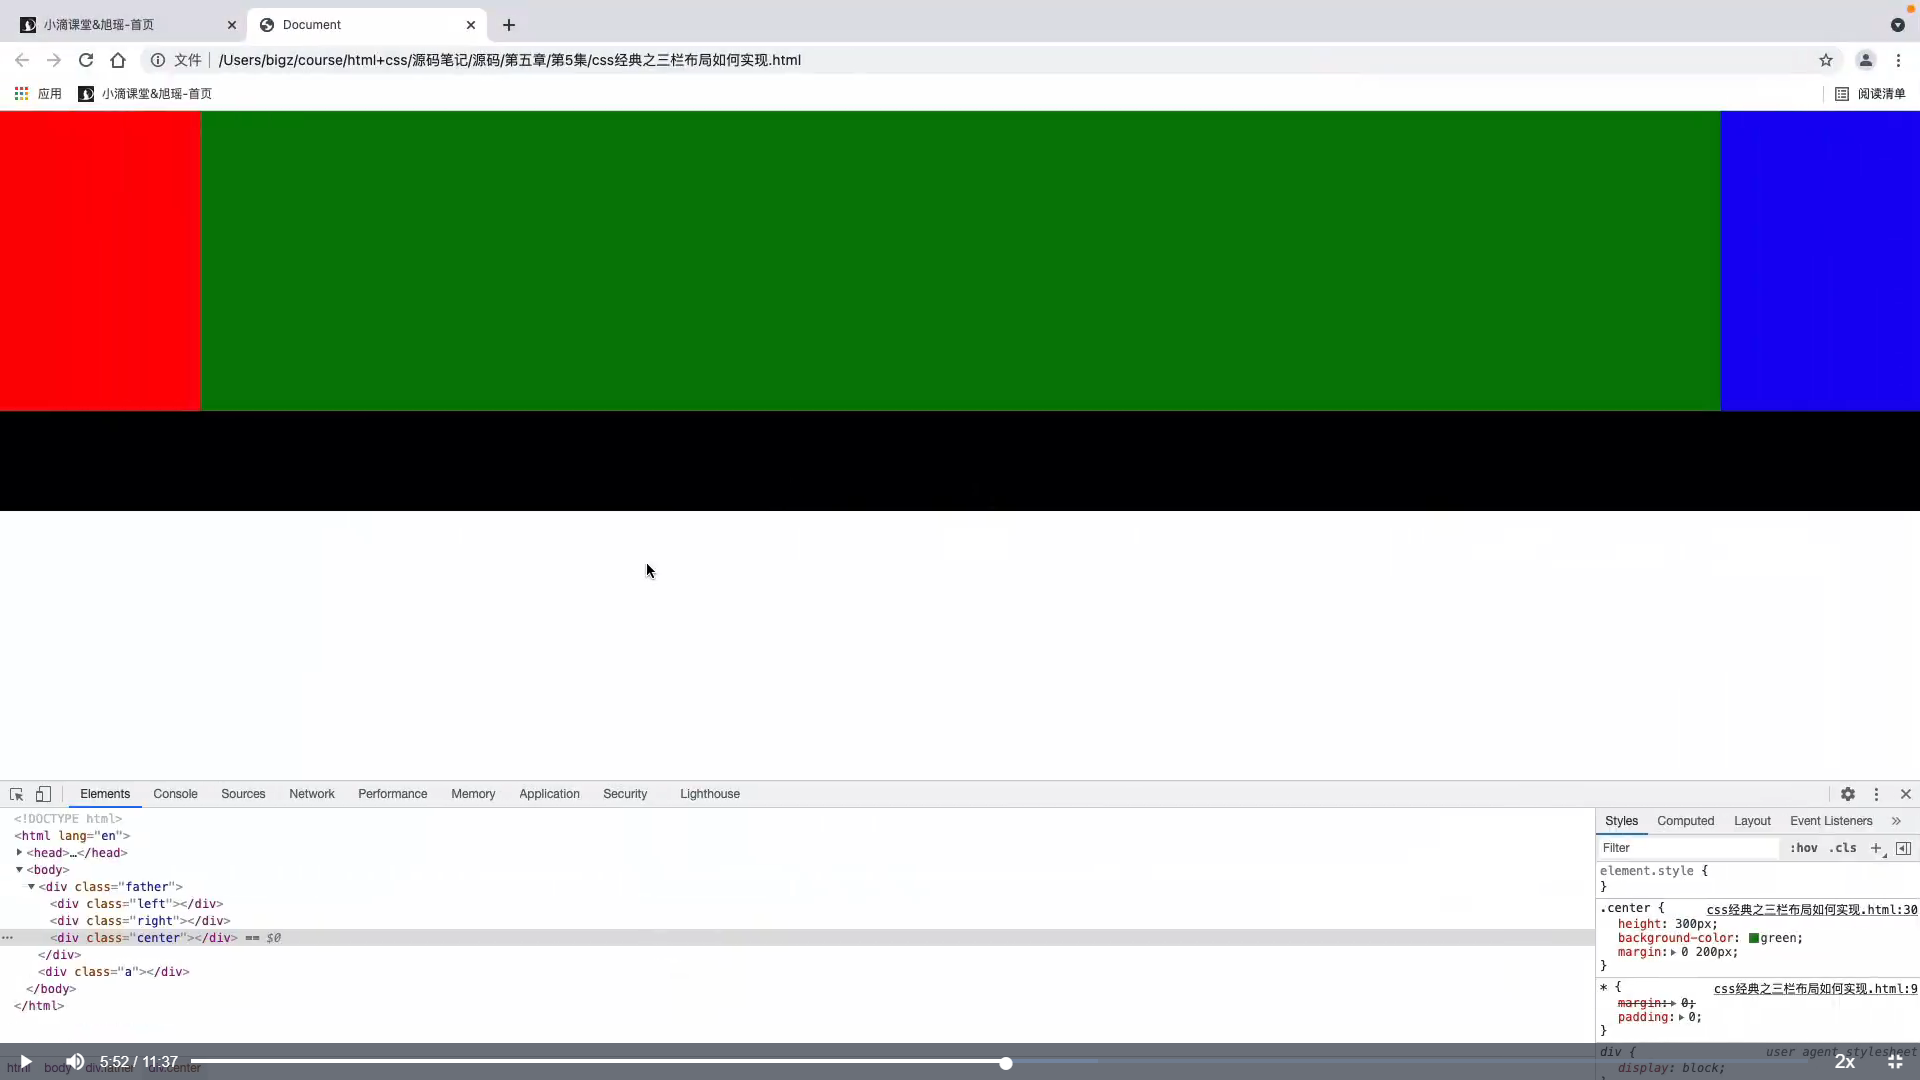 小滴课堂&旭瑶-首页
Document
文件
/Users/bigz/course/html+css/源码笔记/源码/第五章/第5集/css经典之三栏布局如何实现.html
应用
小滴课堂&旭瑶-首页
阅读清单
Elements Console Sources Network Performance Memory Application Security Lighthouse
<!DOCTYPE html>
<html lang="en">
<head>…</head>
<body>
<div class="father">
<div class="left"></div>
<div class="right"></div>
<div class="center"></div> == $0
</div>
<div class="a"></div>
</body>
</html>
Styles Computed Layout Event Listeners »
Filter :hov .cls +
element.style {
}
.center { css经典之三栏布局如何实现.html:30
height: 300px;
background-color: green;
margin: 0 200px;
}
* { css经典之三栏布局如何实现.html:9
margin: 0;
padding: 0;
}
div { user agent stylesheet
display: block;
html body div.father div.center
5:52 / 11:37
2x